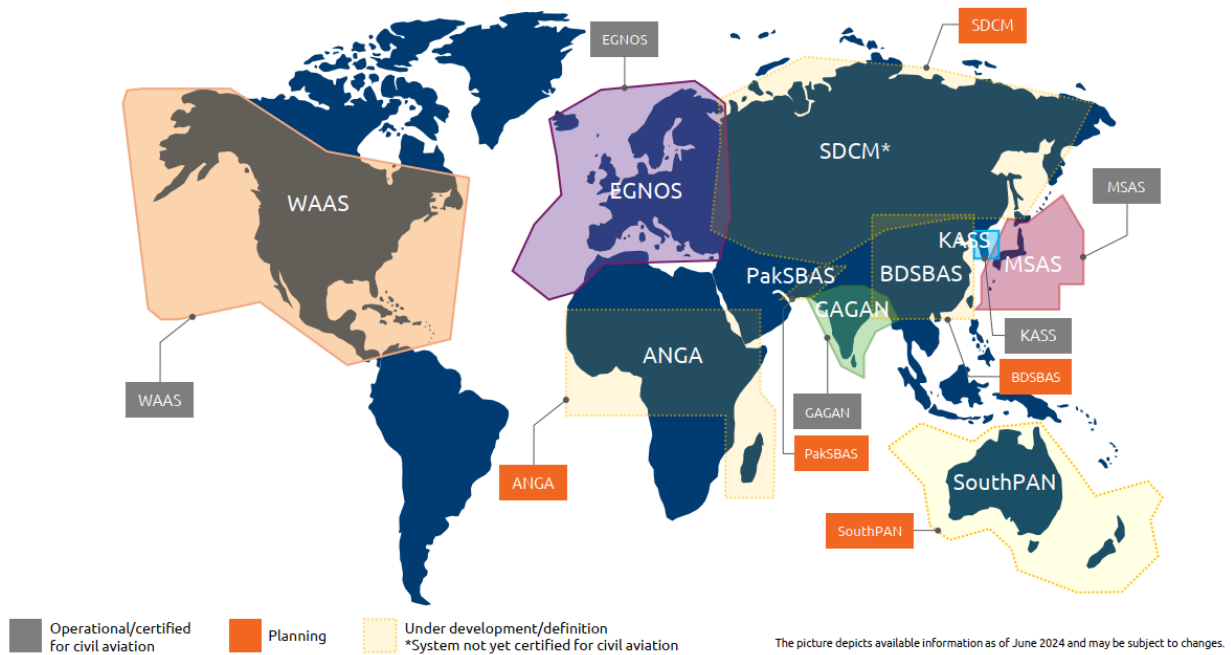 SDCM
EGNOS
SDCM*
WAAS
EGNOS
MSAS
KASS
MSAS
PakSBAS
BDSBAS
GAGAN
KASS
ANGA
BDSBAS
WAAS
GAGAN
PakSBAS
ANGA
SouthPAN
SouthPAN
Operational/certified
for civil aviation
Planning
Under development/definition
*System not yet certified for civil aviation
The picture depicts available information as of June 2024 and may be subject to changes.